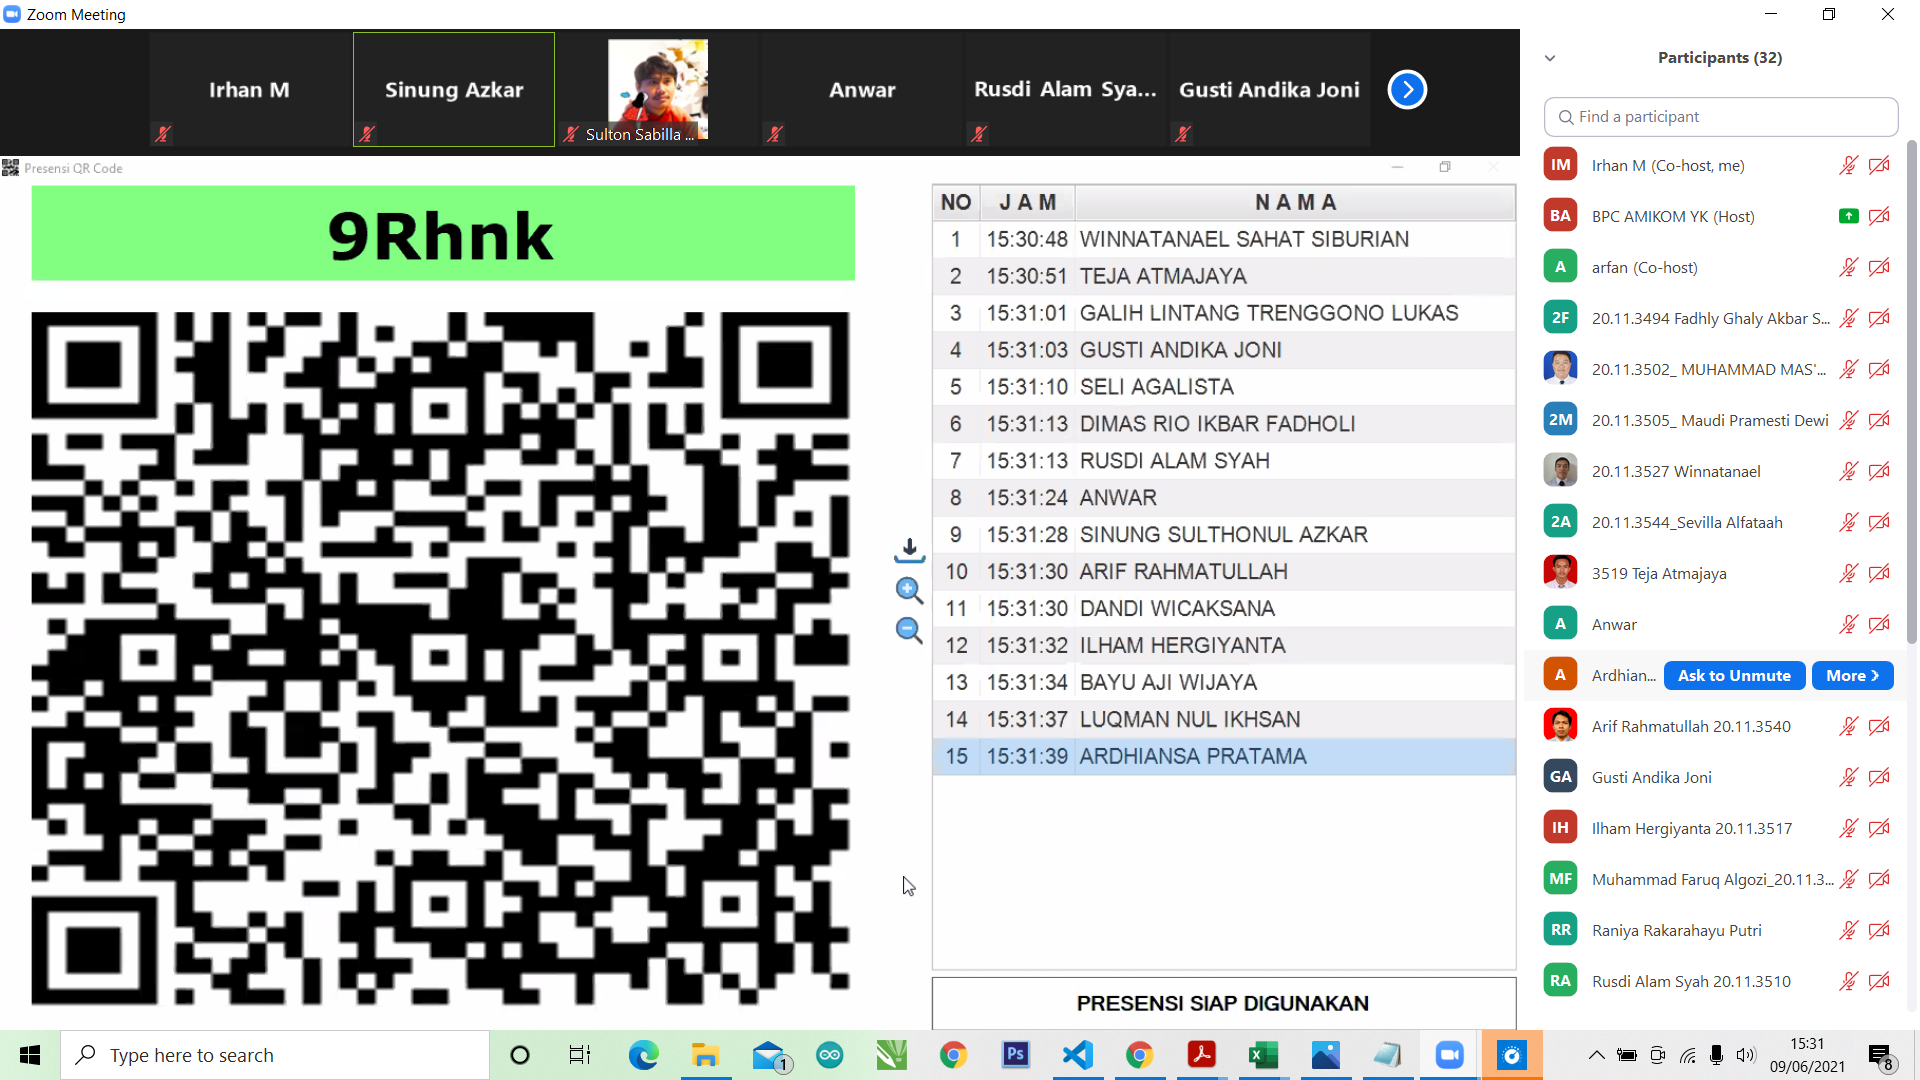 Zoom Meeting
Irhan M
Sinung Azkar
Sulton Sabilla ...
Anwar
Rusdi Alam Sya...
Gusti Andika Joni
Presensi QR Code
9Rhnk
NO J A M N A M A
1 15:30:48 WINNATANAEL SAHAT SIBURIAN
2 15:30:51 TEJA ATMAJAYA
3 15:31:01 GALIH LINTANG TRENGGONO LUKAS
4 15:31:03 GUSTI ANDIKA JONI
5 15:31:10 SELI AGALISTA
6 15:31:13 DIMAS RIO IKBAR FADHOLI
7 15:31:13 RUSDI ALAM SYAH
8 15:31:24 ANWAR
9 15:31:28 SINUNG SULTHONUL AZKAR
10 15:31:30 ARIF RAHMATULLAH
11 15:31:30 DANDI WICAKSANA
12 15:31:32 ILHAM HERGIYANTA
13 15:31:34 BAYU AJI WIJAYA
14 15:31:37 LUQMAN NUL IKHSAN
15 15:31:39 ARDHIANSA PRATAMA
PRESENSI SIAP DIGUNAKAN
Participants (32)
Find a participant
IM Irhan M (Co-host, me)
BA BPC AMIKOM YK (Host)
A arfan (Co-host)
2F 20.11.3494 Fadhly Ghaly Akbar S...
20.11.3502_ MUHAMMAD MAS'...
2M 20.11.3505_ Maudi Pramesti Dewi
20.11.3527 Winnatanael
2A 20.11.3544_Sevilla Alfataah
3519 Teja Atmajaya
A Anwar
A Ardhian... Ask to Unmute More
Arif Rahmatullah 20.11.3540
GA Gusti Andika Joni
IH Ilham Hergiyanta 20.11.3517
MF Muhammad Faruq Algozi_20.11.3...
RR Raniya Rakarahayu Putri
RA Rusdi Alam Syah 20.11.3510
Type here to search
1
Ps
15:31
09/06/2021
8